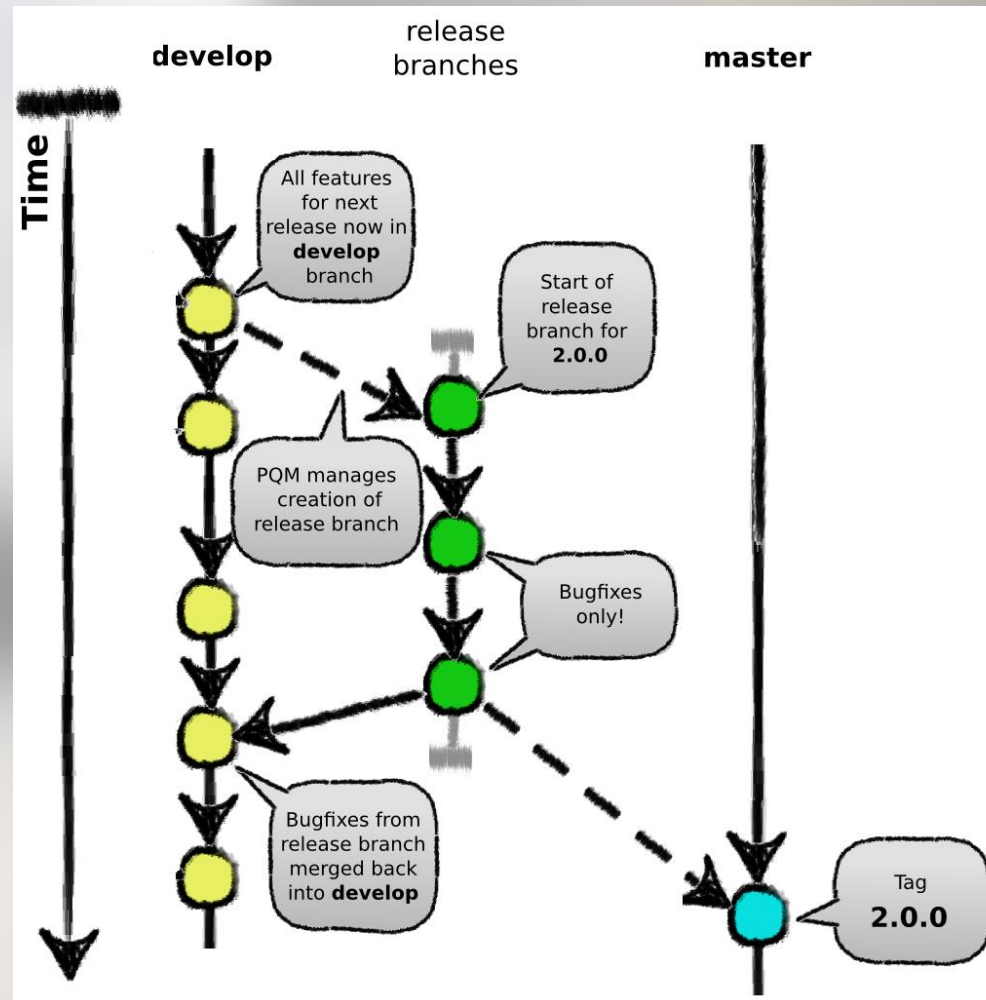 develop
release
branches
master
Time
All features
for next
release now in
develop
branch
Start of
release
branch for
2.0.0
PQM manages
creation of
release branch
Bugfixes
only!
Bugfixes from
release branch
merged back
into develop
Tag
2.0.0